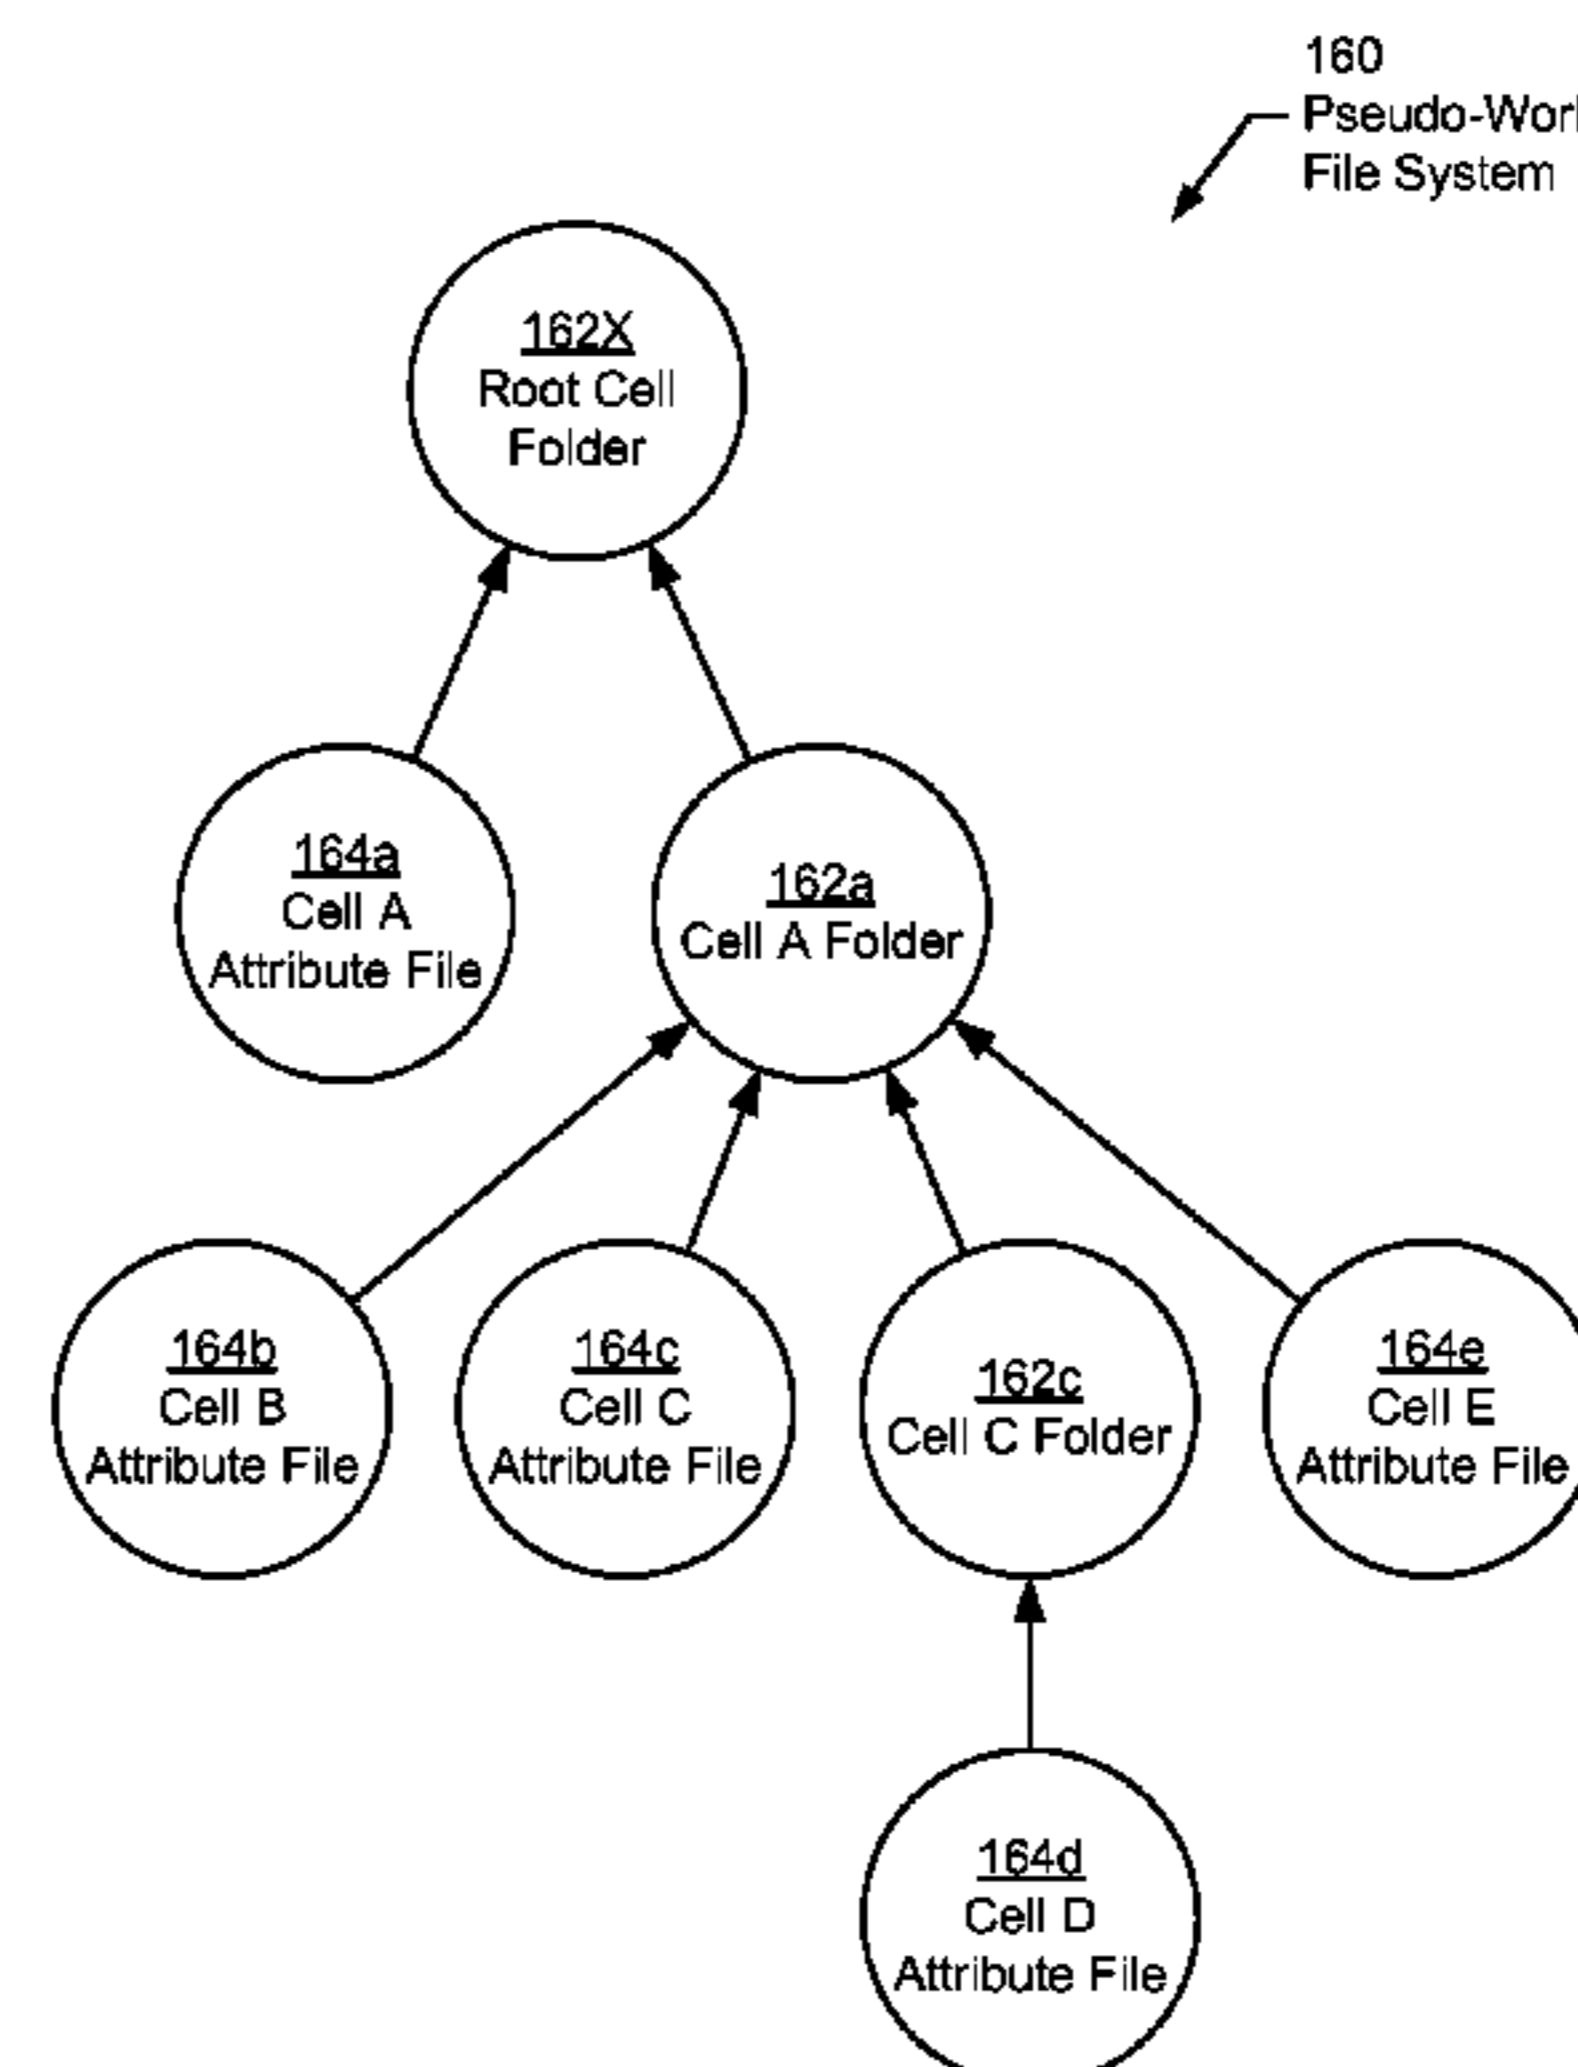 160
Pseudo-Worl
File System
162X
Root Cell
Folder
164a
Cell A
Attribute File
162a
Cell A Folder
164b
Cell B
Attribute File
164c
Cell C
Attribute File
162c
Cell C Folder
164e
Cell E
Attribute File
164d
Cell D
Attribute File